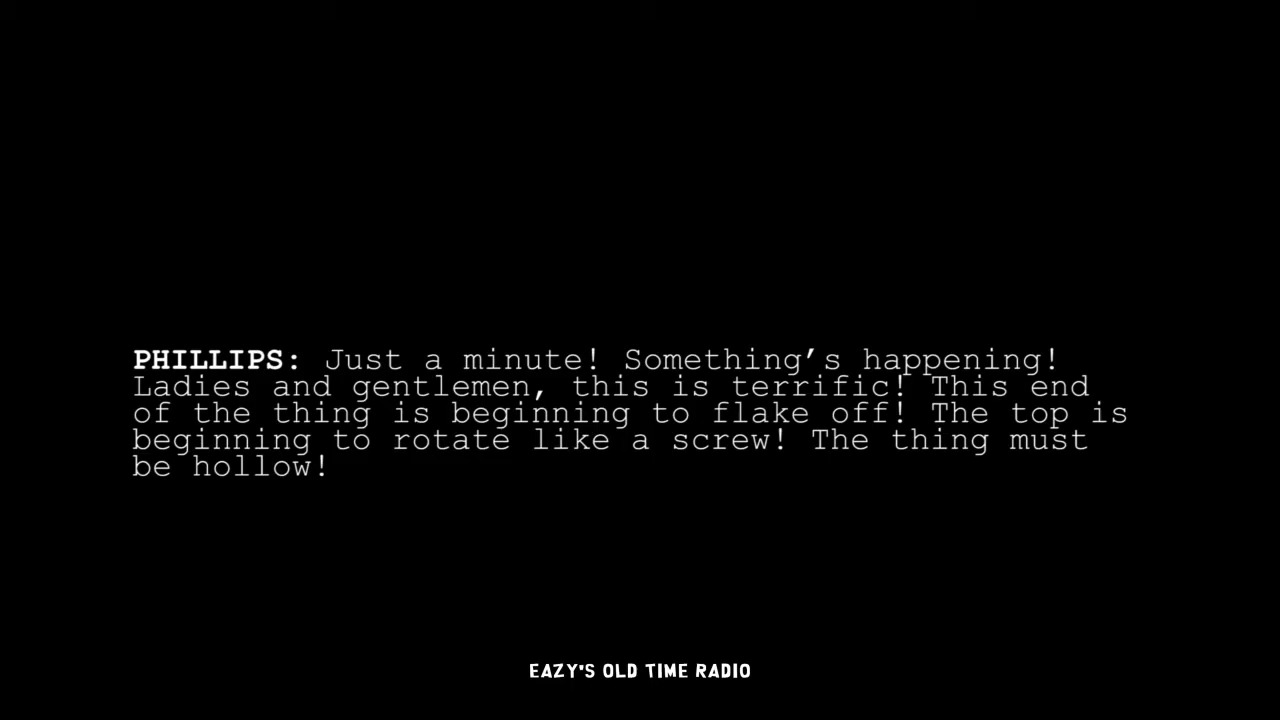 PHILLIPS: Just a minute! Something’s happening!
Ladies and gentlemen, this is terrific! This end
of the thing is beginning to flake off! The top is
beginning to rotate like a screw! The thing must
be hollow!
EAZY'S OLD TIME RADIO